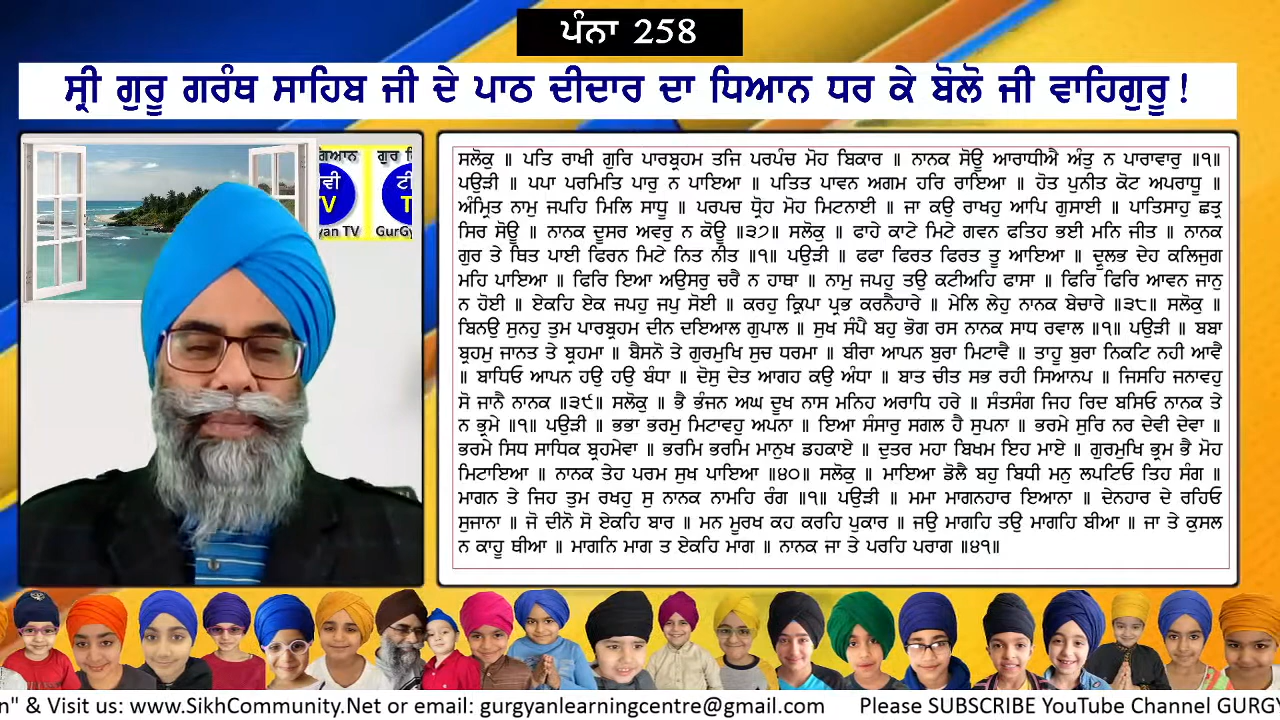 ਪੰਨਾ 258
ਸ੍ਰੀ ਗੁਰੂ ਗਰੰਥ ਸਾਹਿਬ ਜੀ ਦੇ ਪਾਠ ਦੀਦਾਰ ਦਾ ਧਿਆਨ ਧਰ ਕੇ ਬੋਲੋ ਜੀ ਵਾਹਿਗੁਰੂ!
ਗਿਆਨ ਗੁਰ
ਵੀ ਟੀ
V T
yan TV GurGy
ਸਲੋਕੁ ॥ ਪਤਿ ਰਾਖੀ ਗੁਰਿ ਪਾਰਬ੍ਰਹਮ ਤਜਿ ਪਰਪੰਚ ਮੋਹ ਬਿਕਾਰ ॥ ਨਾਨਕ ਸੋਊ ਆਰਾਧੀਐ ਅੰਤੁ ਨ ਪਾਰਾਵਾਰੁ ॥੧॥
ਪਉੜੀ ॥ ਪਪਾ ਪਰਮਿਤਿ ਪਾਰੁ ਨ ਪਾਇਆ ॥ ਪਤਿਤ ਪਾਵਨ ਅਗਮ ਹਰਿ ਰਾਇਆ ॥ ਹੋਤ ਪੁਨੀਤ ਕੋਟ ਅਪਰਾਧੂ ॥
ਅੰਮ੍ਰਿਤ ਨਾਮੁ ਜਪਹਿ ਮਿਲਿ ਸਾਧੂ ॥ ਪਰਪਚ ਧ੍ਰੋਹ ਮੋਹ ਮਿਟਨਾਈ ॥ ਜਾ ਕਉ ਰਾਖਹੁ ਆਪਿ ਗੁਸਾਈ ॥ ਪਾਤਿਸਾਹੁ ਛਤ੍ਰ
ਸਿਰ ਸੋਊ ॥ ਨਾਨਕ ਦੂਸਰ ਅਵਰੁ ਨ ਕੋਊ ॥੩੭॥ ਸਲੋਕੁ ॥ ਫਾਹੇ ਕਾਟੇ ਮਿਟੇ ਗਵਨ ਫਤਿਹ ਭਈ ਮਨਿ ਜੀਤ ॥ ਨਾਨਕ
ਗੁਰ ਤੇ ਥਿਤ ਪਾਈ ਫਿਰਨ ਮਿਟੇ ਨਿਤ ਨੀਤ ॥੧॥ ਪਉੜੀ ॥ ਫਫਾ ਫਿਰਤ ਫਿਰਤ ਤੂ ਆਇਆ ॥ ਦ੍ਰੁਲਭ ਦੇਹ ਕਲਿਜੁਗ
ਮਹਿ ਪਾਇਆ ॥ ਫਿਰਿ ਇਆ ਅਉਸਰੁ ਚਰੈ ਨ ਹਾਥਾ ॥ ਨਾਮੁ ਜਪਹੁ ਤਉ ਕਟੀਅਹਿ ਫਾਸਾ ॥ ਫਿਰਿ ਫਿਰਿ ਆਵਨ ਜਾਨੁ
ਨ ਹੋਈ ॥ ਏਕਹਿ ਏਕ ਜਪਹੁ ਜਪੁ ਸੋਈ ॥ ਕਰਹੁ ਕ੍ਰਿਪਾ ਪ੍ਰਭ ਕਰਨੈਹਾਰੇ ॥ ਮੇਲਿ ਲੇਹੁ ਨਾਨਕ ਬੇਚਾਰੇ ॥੩੮॥ ਸਲੋਕੁ ॥
ਬਿਨਉ ਸੁਨਹੁ ਤੁਮ ਪਾਰਬ੍ਰਹਮ ਦੀਨ ਦਇਆਲ ਗੁਪਾਲ ॥ ਸੁਖ ਸੰਪੈ ਬਹੁ ਭੋਗ ਰਸ ਨਾਨਕ ਸਾਧ ਰਵਾਲ ॥੧॥ ਪਉੜੀ ॥ ਬਬਾ
ਬ੍ਰਹਮੁ ਜਾਨਤ ਤੇ ਬ੍ਰਹਮਾ ॥ ਬੈਸਨੋ ਤੇ ਗੁਰਮੁਖਿ ਸੁਚ ਧਰਮਾ ॥ ਬੀਰਾ ਆਪਨ ਬੁਰਾ ਮਿਟਾਵੈ ॥ ਤਾਹੂ ਬੁਰਾ ਨਿਕਟਿ ਨਹੀ ਆਵੈ
॥ ਬਾਧਿਓ ਆਪਨ ਹਉ ਹਉ ਬੰਧਾ ॥ ਦੋਸੁ ਦੇਤ ਆਗਹ ਕਉ ਅੰਧਾ ॥ ਬਾਤ ਚੀਤ ਸਭ ਰਹੀ ਸਿਆਨਪ ॥ ਜਿਸਹਿ ਜਨਾਵਹੁ
ਸੋ ਜਾਨੈ ਨਾਨਕ ॥੩੯॥ ਸਲੋਕੁ ॥ ਭੈ ਭੰਜਨ ਅਘ ਦੂਖ ਨਾਸ ਮਨਿਹ ਅਰਾਧਿ ਹਰੇ ॥ ਸੰਤਸੰਗ ਜਿਹ ਰਿਦ ਬਸਿਓ ਨਾਨਕ ਤੇ
ਨ ਭ੍ਰਮੇ ॥੧॥ ਪਉੜੀ ॥ ਭਭਾ ਭਰਮੁ ਮਿਟਾਵਹੁ ਅਪਨਾ ॥ ਇਆ ਸੰਸਾਰੁ ਸਗਲ ਹੈ ਸੁਪਨਾ ॥ ਭਰਮੇ ਸੁਰਿ ਨਰ ਦੇਵੀ ਦੇਵਾ ॥
ਭਰਮੇ ਸਿਧ ਸਾਧਿਕ ਬ੍ਰਹਮੇਵਾ ॥ ਭਰਮਿ ਭਰਮਿ ਮਾਨੁਖ ਡਹਕਾਏ ॥ ਦੁਤਰ ਮਹਾ ਬਿਖਮ ਇਹ ਮਾਏ ॥ ਗੁਰਮੁਖਿ ਭ੍ਰਮ ਭੈ ਮੋਹ
ਮਿਟਾਇਆ ॥ ਨਾਨਕ ਤੇਹ ਪਰਮ ਸੁਖ ਪਾਇਆ ॥੪੦॥ ਸਲੋਕੁ ॥ ਮਾਇਆ ਡੋਲੈ ਬਹੁ ਬਿਧੀ ਮਨੁ ਲਪਟਿਓ ਤਿਹ ਸੰਗ ॥
ਮਾਗਨ ਤੇ ਜਿਹ ਤੁਮ ਰਖਹੁ ਸੁ ਨਾਨਕ ਨਾਮਹਿ ਰੰਗ ॥੧॥ ਪਉੜੀ ॥ ਮਮਾ ਮਾਗਨਹਾਰ ਇਆਨਾ ॥ ਦੇਨਹਾਰ ਦੇ ਰਹਿਓ
ਸੁਜਾਨਾ ॥ ਜੋ ਦੀਨੋ ਸੋ ਏਕਹਿ ਬਾਰ ॥ ਮਨ ਮੂਰਖ ਕਹ ਕਰਹਿ ਪੁਕਾਰ ॥ ਜਉ ਮਾਗਹਿ ਤਉ ਮਾਗਹਿ ਬੀਆ ॥ ਜਾ ਤੇ ਕੁਸਲ
ਨ ਕਾਹੂ ਥੀਆ ॥ ਮਾਗਨਿ ਮਾਗ ਤ ਏਕਹਿ ਮਾਗ ॥ ਨਾਨਕ ਜਾ ਤੇ ਪਰਹਿ ਪਰਾਗ ॥੪੧॥
n" & Visit us: www.SikhCommunity.Net or email: gurgyanlearningcentre@gmail.com Please SUBSCRIBE YouTube Channel GURGY